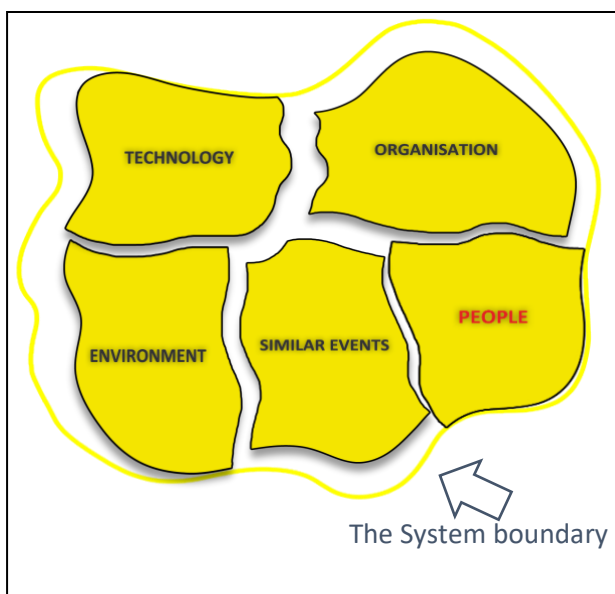 TECHNOLOGY
ORGANISATION
ENVIRONMENT
SIMILAR EVENTS
PEOPLE
The System boundary